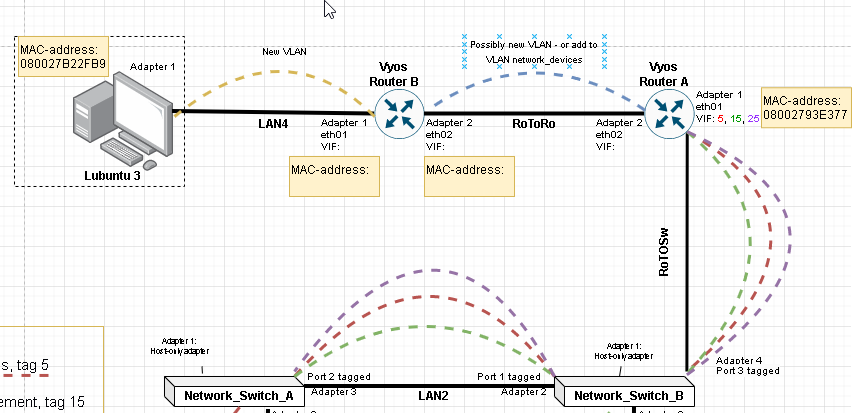 MAC-address:
080027B22FB9
Adapter 1
Lubuntu 3
New VLAN
LAN4
Vyos
Router B
Adapter 1
eth01
VIF:
MAC-address:
Adapter 2
eth02
VIF:
MAC-address:
Possibly new VLAN - or add to
VLAN network_devices
RoToRo
Vyos
Router A
Adapter 2
eth02
VIF:
Adapter 1
eth01
VIF: 5, 15, 25
MAC-address:
08002793E377
RoTOSw
s, tag 5
ement, tag 15
Adapter 1:
Host-only adapter
Network_Switch_A
Port 2 tagged
Adapter 3
LAN2
Port 1 tagged
Adapter 2
Adapter 1:
Host-only adapter
Network_Switch_B
Adapter 4
Port 3 tagged